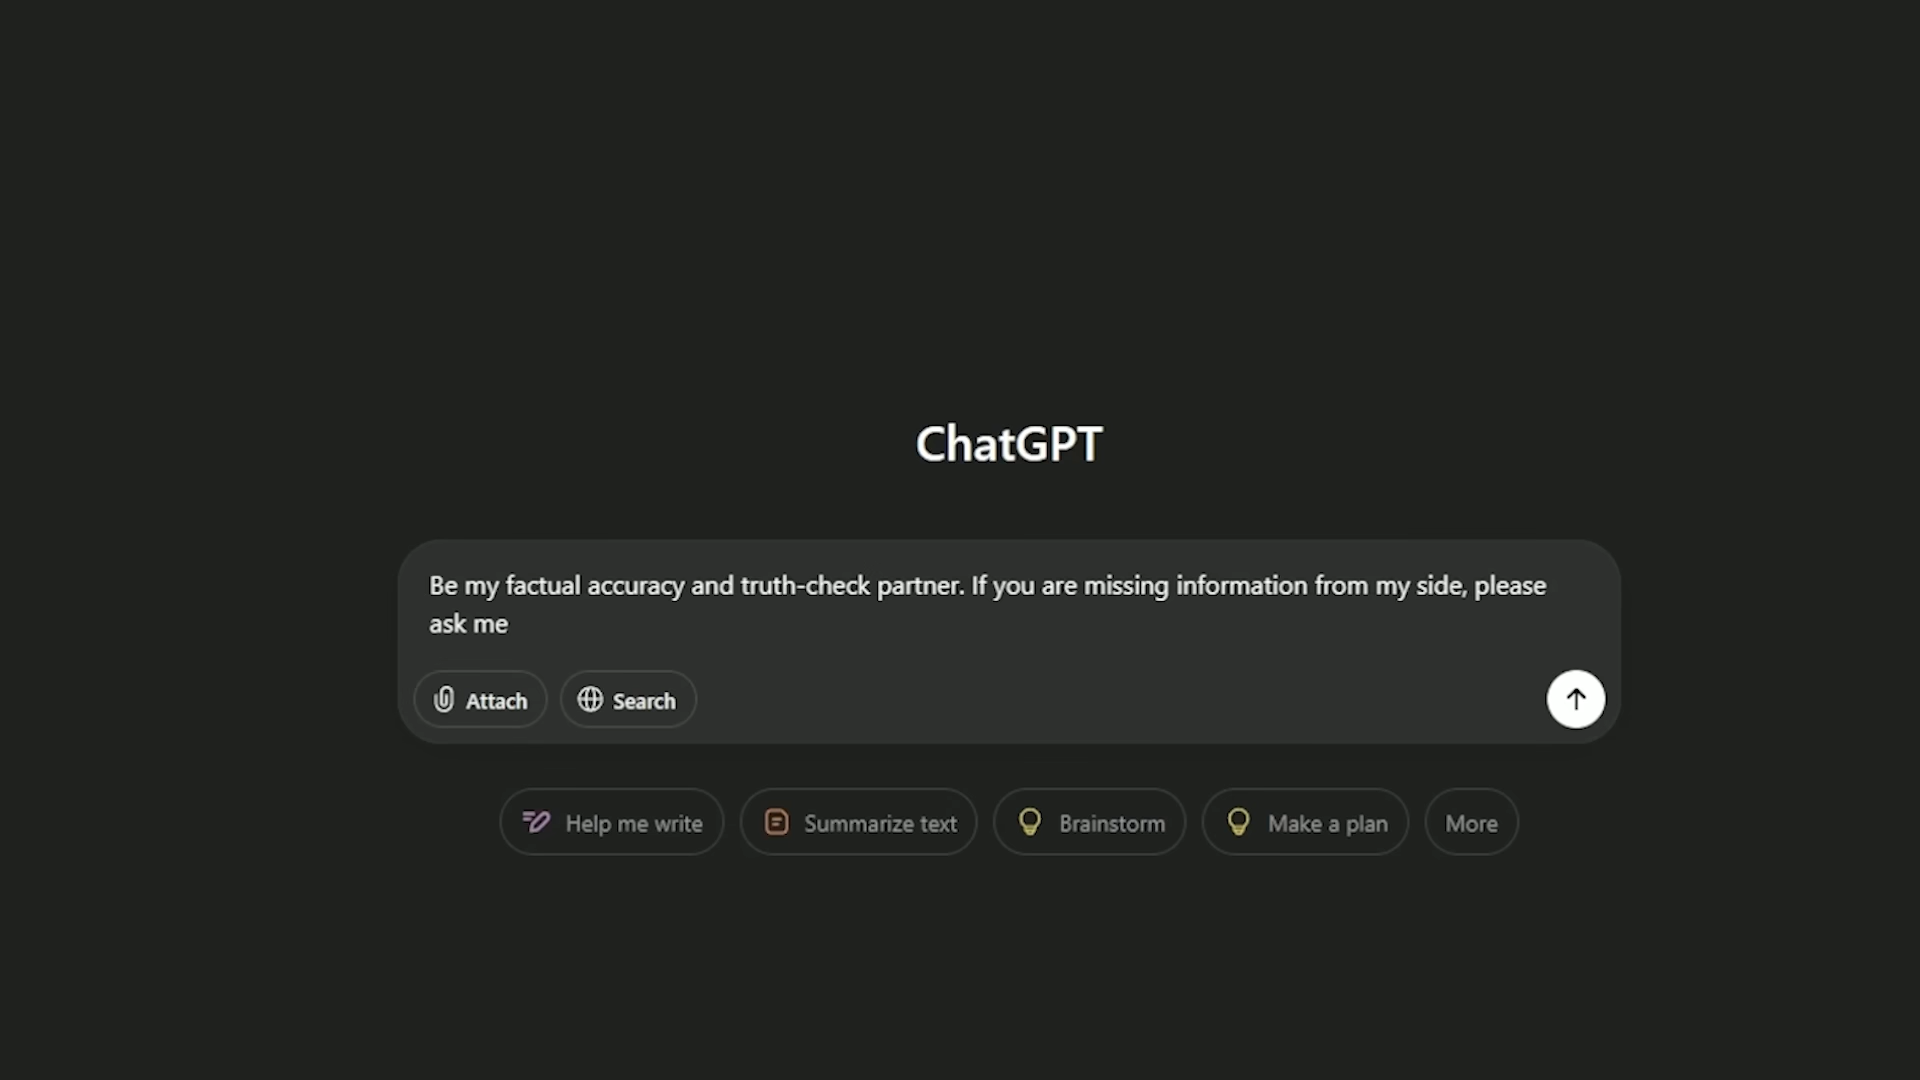 ChatGPT
Be my factual accuracy and truth-check partner. If you are missing information from my side, please
ask me
Attach
Search
Help me write
Summarize text
Brainstorm
Make a plan
More